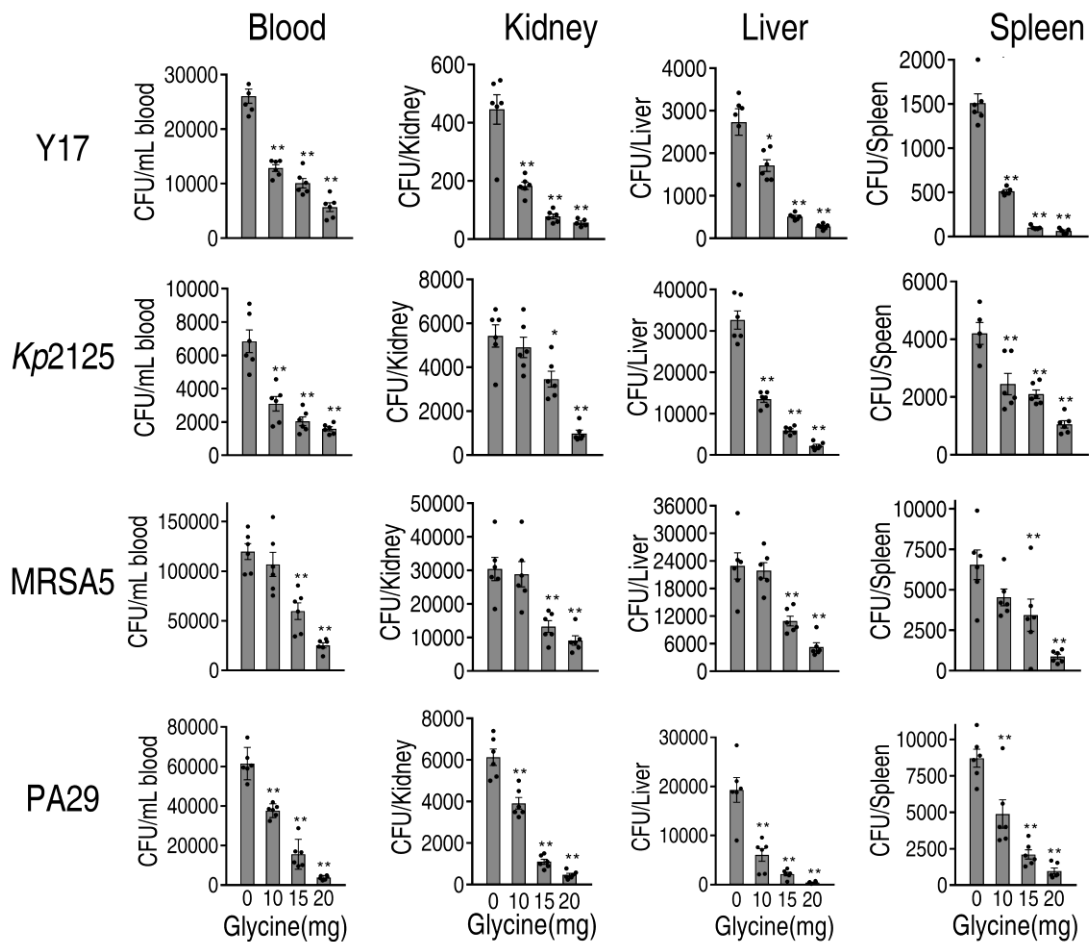 Blood Kidney Liver Spleen
Y17
CFU/mL blood
30000
20000
10000
0
** ** **
CFU/Kidney
600
400
200
0
** ** **
CFU/Liver
4000
3000
2000
1000
0
* ** **
CFU/Spleen
2000
1500
1000
500
0
** ** **
Kp2125
CFU/mL blood
10000
8000
6000
4000
2000
0
** ** **
CFU/Kidney
8000
6000
4000
2000
0
* **
CFU/Liver
40000
30000
20000
10000
0
** ** **
CFU/Speen
6000
4000
2000
0
** ** **
MRSA5
CFU/mL blood
150000
100000
50000
0
** **
CFU/Kidney
50000
40000
30000
20000
10000
0
** **
CFU/Liver
36000
30000
24000
18000
12000
6000
0
** **
CFU/Spleen
10000
7500
5000
2500
0
** **
PA29
CFU/mL blood
80000
60000
40000
20000
0
** ** **
0 10 15 20
Glycine(mg)
CFU/Kidney
8000
6000
4000
2000
0
** ** **
0 10 15 20
Glycine(mg)
CFU/Liver
30000
20000
10000
0
** ** **
0 10 15 20
Glycine(mg)
CFU/Spleen
10000
7500
5000
2500
0
** ** **
0 10 15 20
Glycine(mg)